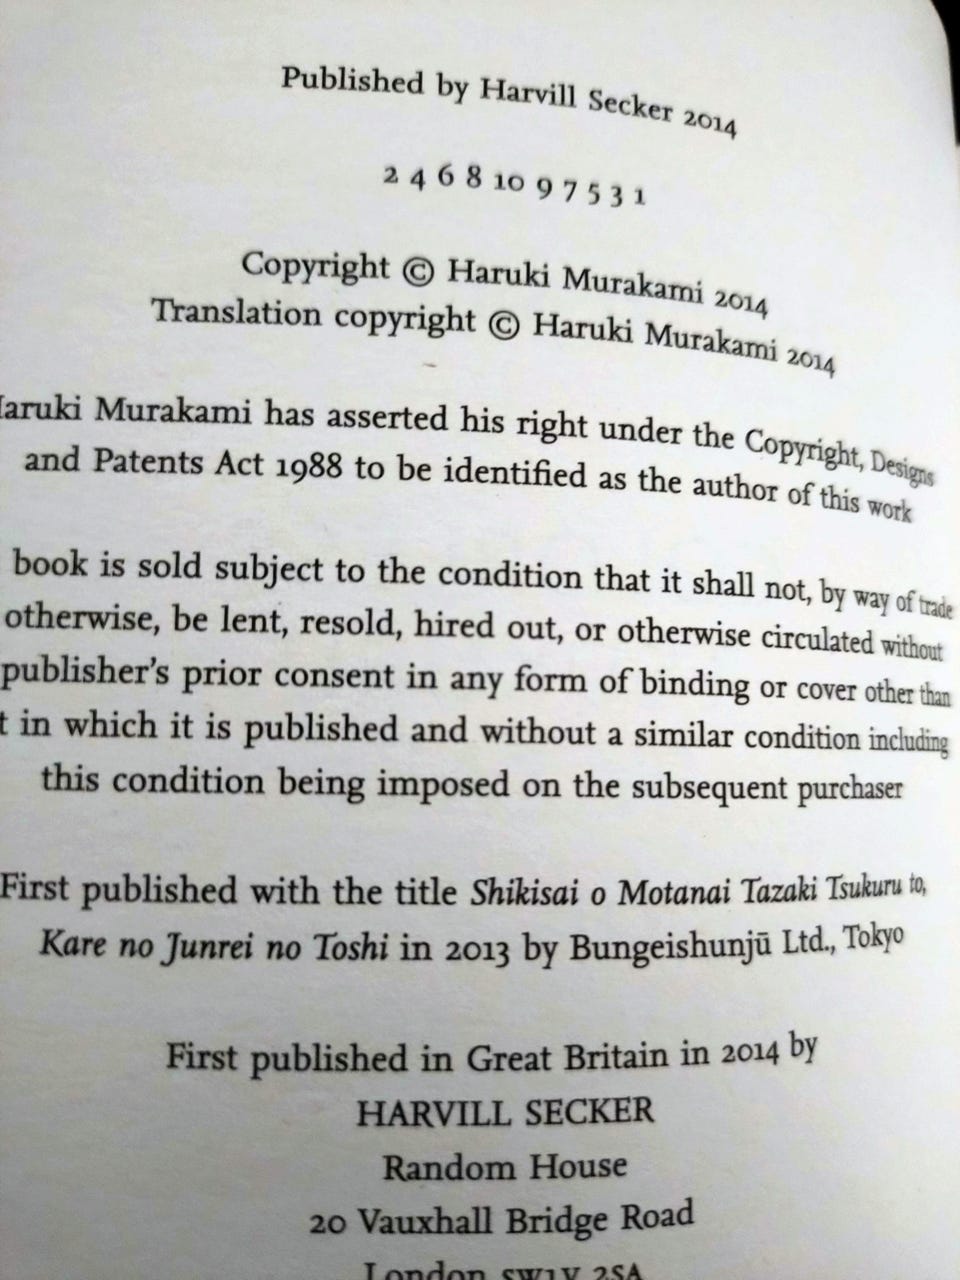 Published by Harvill Secker 2014
2 4 6 8 10 9 7 5 3 1
Copyright © Haruki Murakami 2014
Translation copyright © Haruki Murakami 2014
Haruki Murakami has asserted his right under the Copyright, Designs
and Patents Act 1988 to be identified as the author of this work
book is sold subject to the condition that it shall not, by way of trade
otherwise, be lent, resold, hired out, or otherwise circulated without
publisher's prior consent in any form of binding or cover other than
t in which it is published and without a similar condition including
this condition being imposed on the subsequent purchaser
First published with the title Shikisai o Motanai Tazaki Tsukuru to,
Kare no Junrei no Toshi in 2013 by Bungeishunjū Ltd., Tokyo
First published in Great Britain in 2014 by
HARVILL SECKER
Random House
20 Vauxhall Bridge Road
London SW1V 2SA